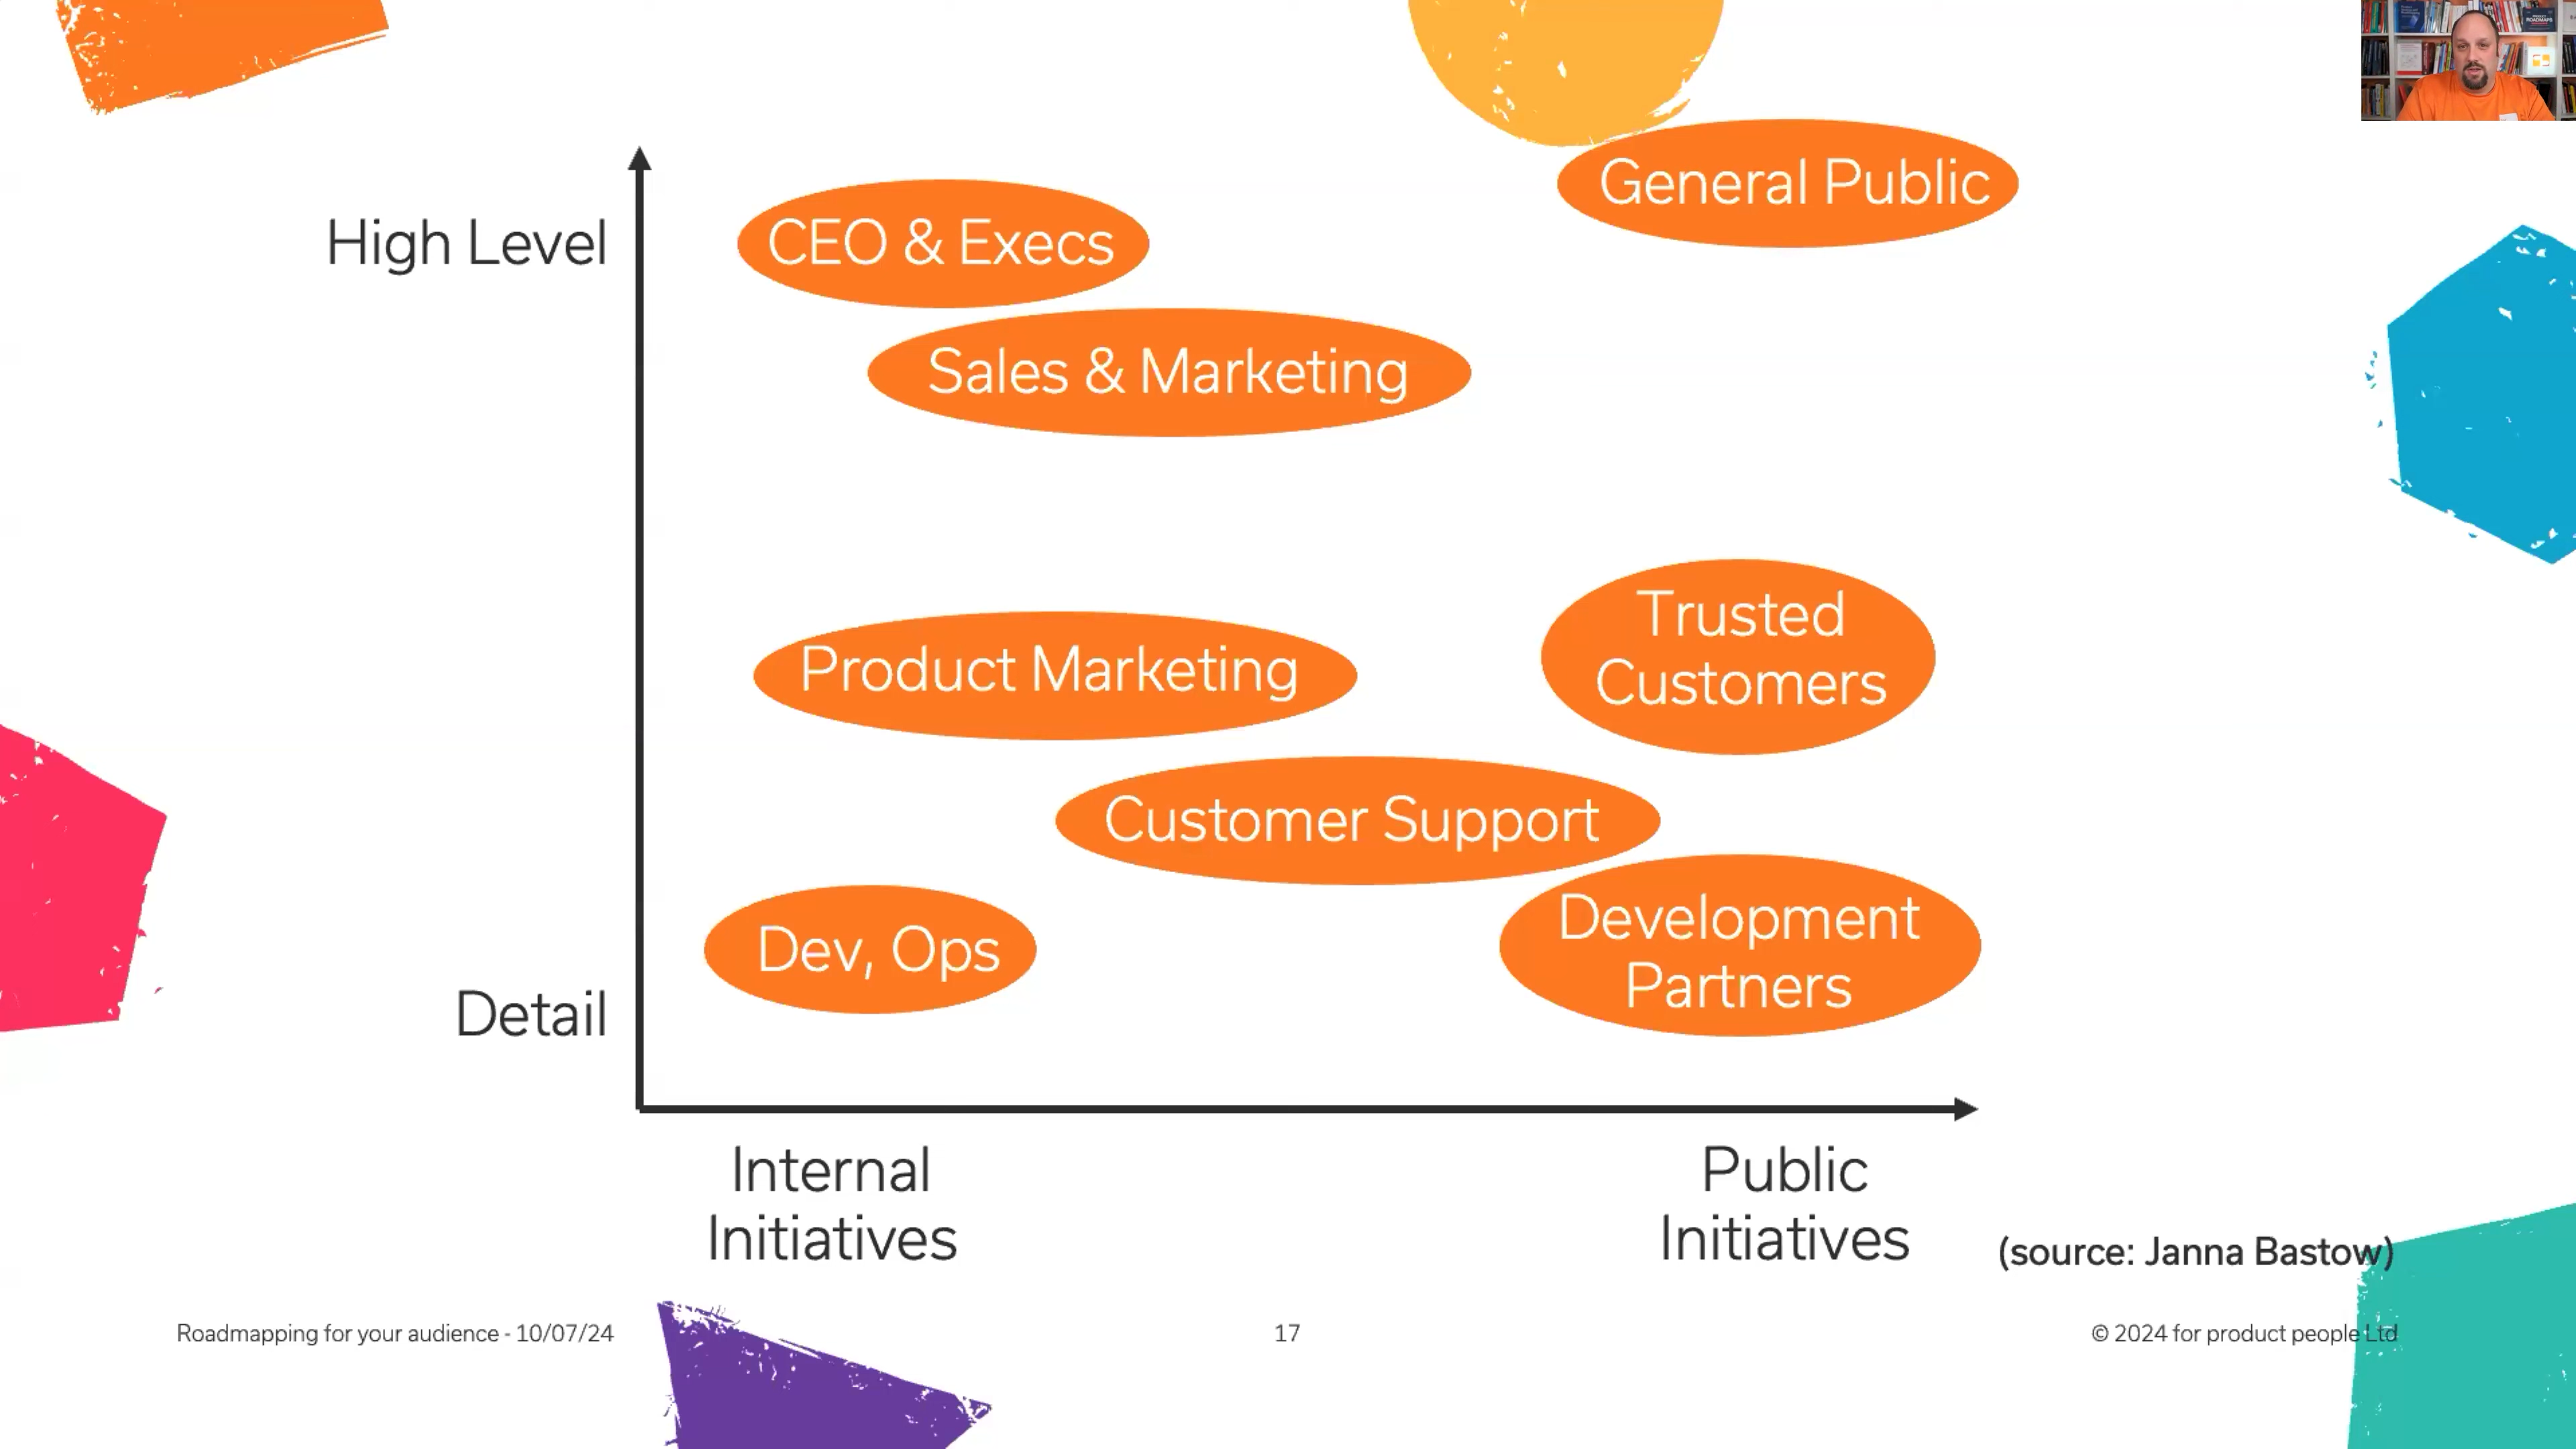 General Public
CEO & Execs
High Level
Sales & Marketing
Trusted
Customers
Product Marketing
Customer Support
Development
Partners
Dev, Ops
Detail
Internal
Initiatives
Public
Initiatives
(source: Janna Bastow)
Roadmapping for your audience - 10/07/24
17
© 2024 for product people Ltd